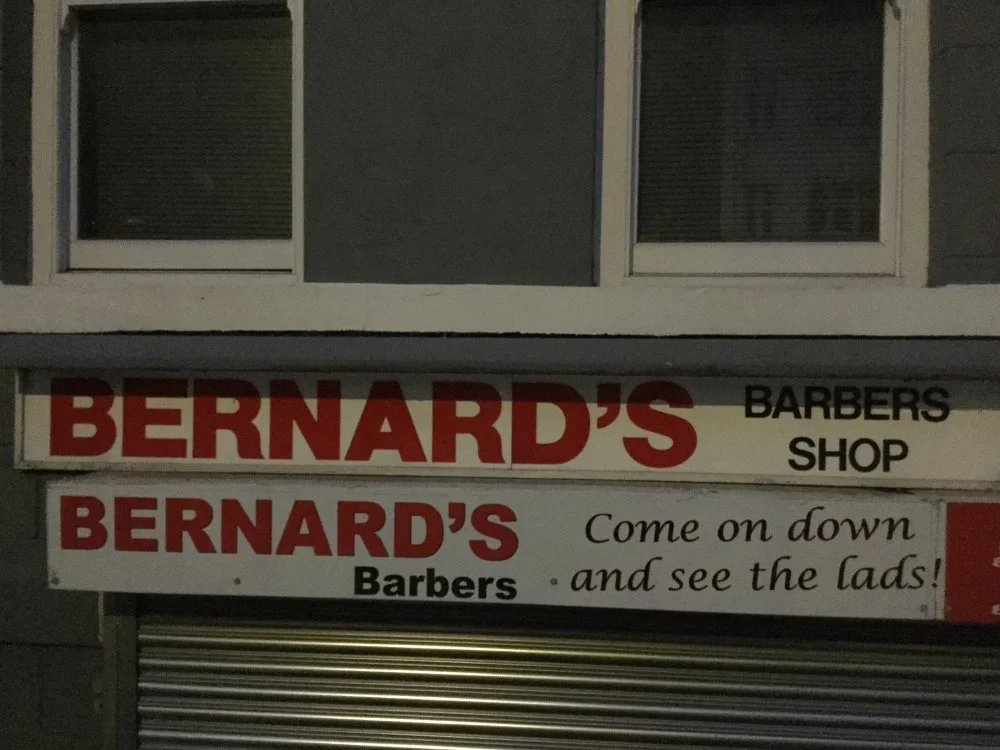 BERNARD'S
BARBERS
SHOP
BERNARD'S
Barbers
Come on down
and see the lads!